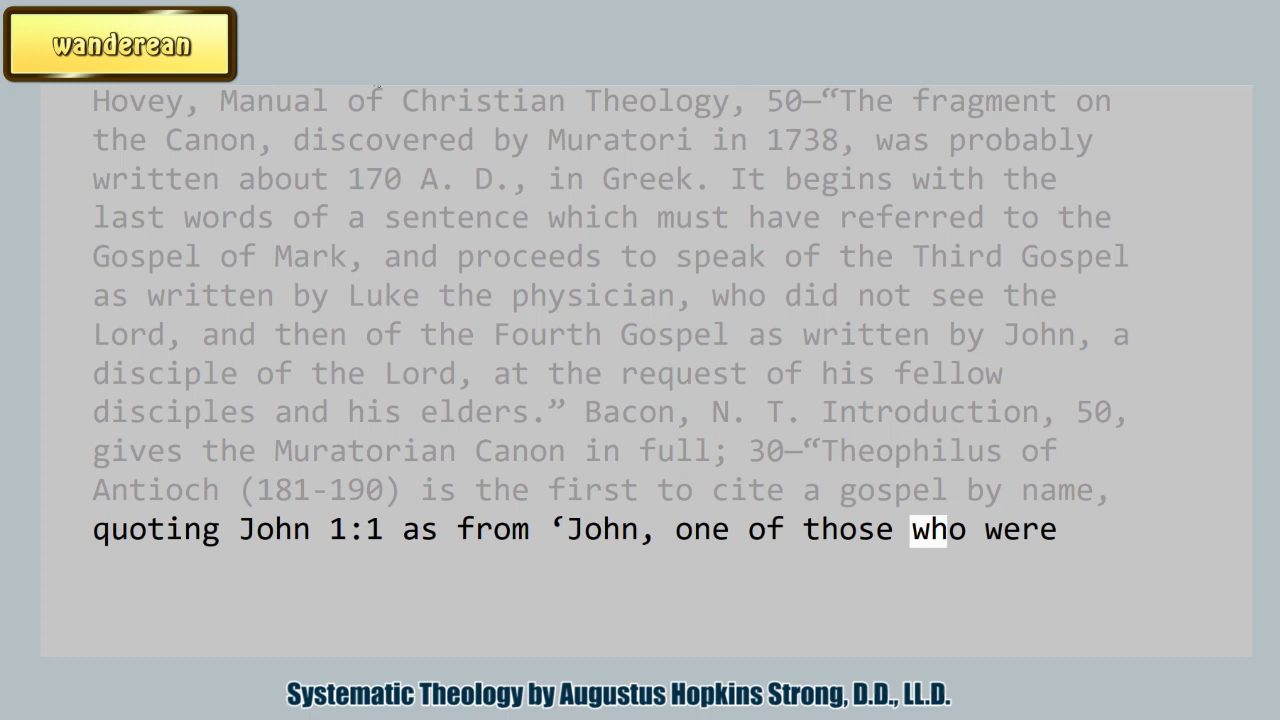 wanderean
Hovey, Manual of Christian Theology, 50—“The fragment on
the Canon, discovered by Muratori in 1738, was probably
written about 170 A. D., in Greek. It begins with the
last words of a sentence which must have referred to the
Gospel of Mark, and proceeds to speak of the Third Gospel
as written by Luke the physician, who did not see the
Lord, and then of the Fourth Gospel as written by John, a
disciple of the Lord, at the request of his fellow
disciples and his elders.” Bacon, N. T. Introduction, 50,
gives the Muratorian Canon in full; 30—“Theophilus of
Antioch (181-190) is the first to cite a gospel by name,
quoting John 1:1 as from ‘John, one of those who were
Systematic Theology by Augustus Hopkins Strong, D.D., LL.D.